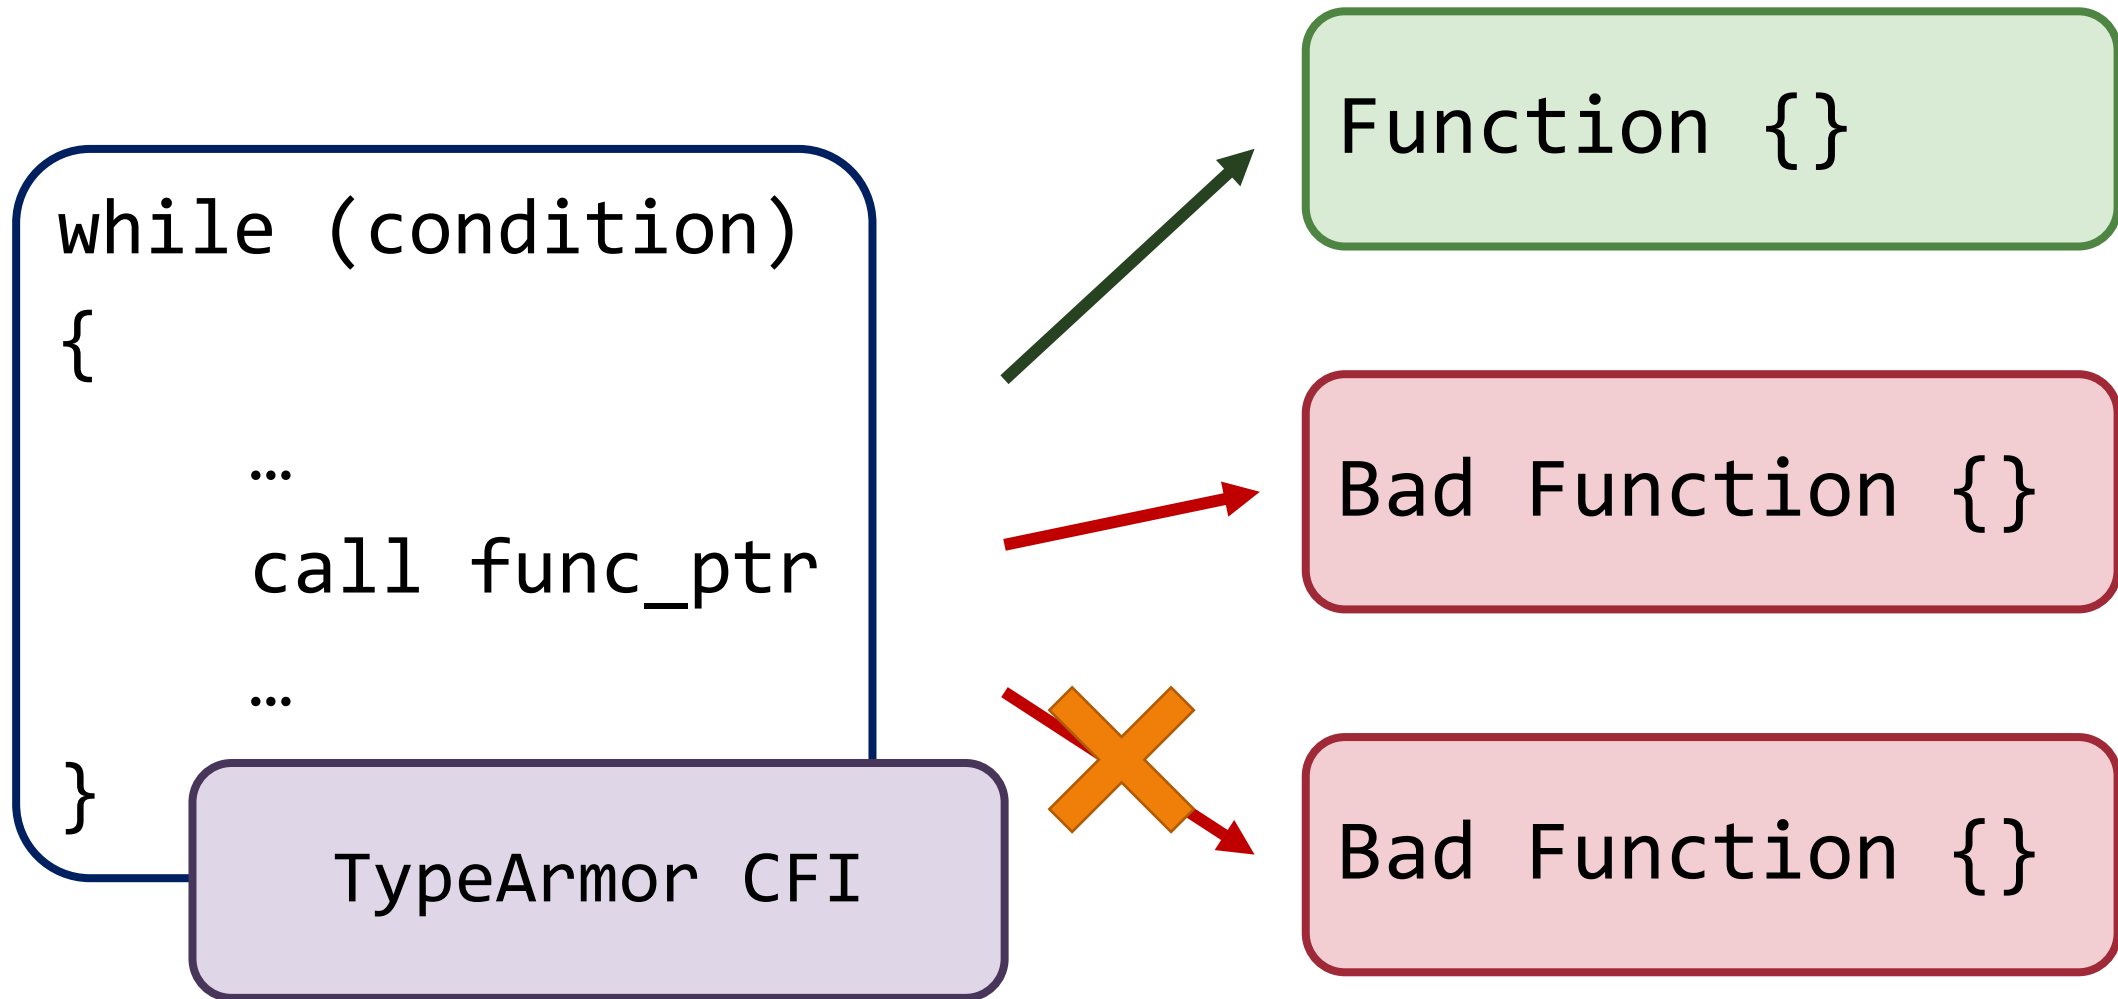 while (condition)
{
…
call func_ptr
…
}
TypeArmor CFI
Function {}
Bad Function {}
Bad Function {}